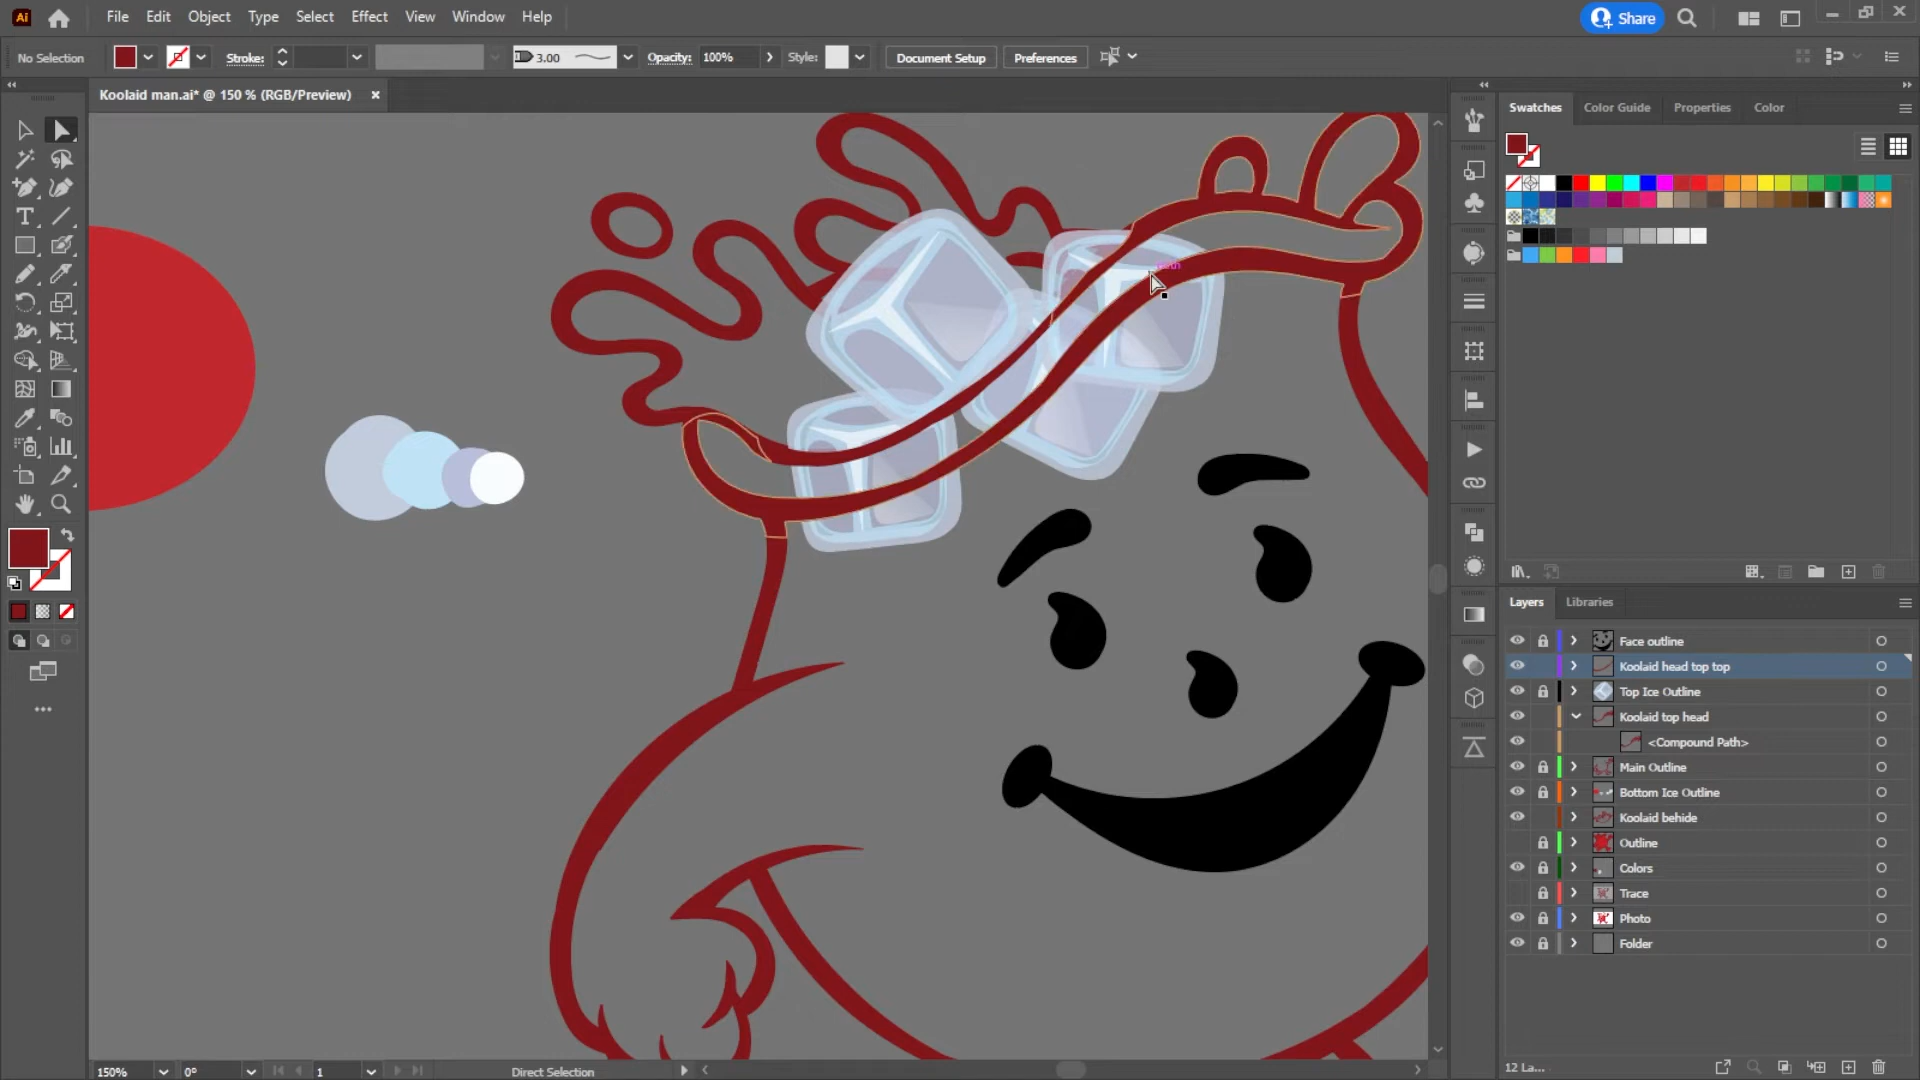 Ai File Edit Object Type Select Effect View Window Help Share
No Selection Stroke: 3.00 Opacity: 100% Style: Document Setup Preferences
Koolaid man.ai* @ 150 % (RGB/Preview) ×
Swatches Color Guide Properties Color
path
Layers Libraries
Face outline
Koolaid head top top
Top Ice Outline
Koolaid top head
<Compound Path>
Main Outline
Bottom Ice Outline
Koolaid behide
Outline
Colors
Trace
Photo
Folder
150% 0° 1 Direct Selection 12 La...